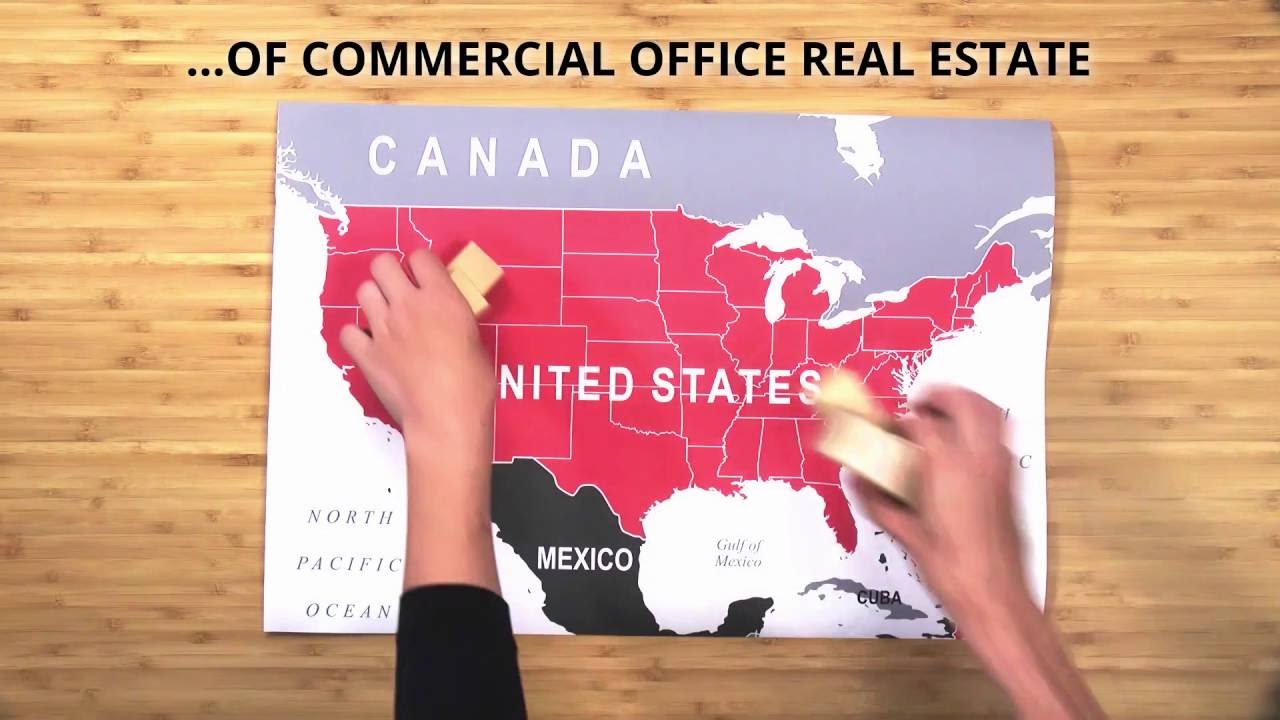 ...OF COMMERCIAL OFFICE REAL ESTATE
CANADA
NITED STATES
NORTH
PACIFIC
OCEAN
MEXICO
Gulf of
Mexico
CUBA